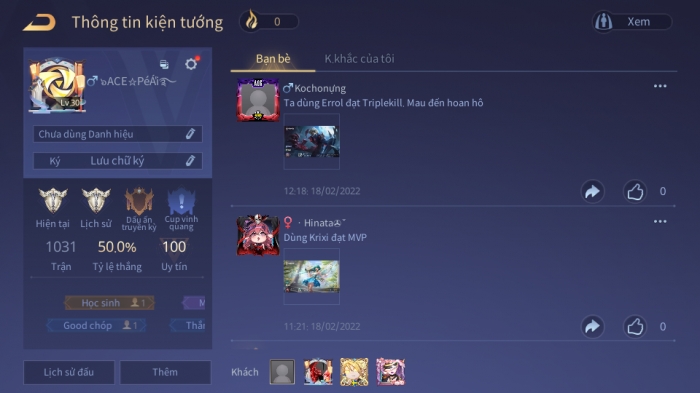 Thông tin kiện tướng
0
Xem
Lv.30
Chưa dùng Danh hiệu
Ký Lưu chữ ký
Hiện tại
Lịch sử
Dấu ấn truyền kỳ
Cup vinh quang
1031
50.0%
100
Trận
Tỷ lệ thắng
Uy tín
Học sinh 1
M
Good chóp 1
Thắ
Lịch sử đấu
Thêm
Bạn bè
K.khắc của tôi
Kochonựng
Ta dùng Errol đạt Triplekill. Mau đến hoan hô
12:18: 18/02/2022
0
Hinata
Dùng Krixi đạt MVP
11:21: 18/02/2022
0
Khách